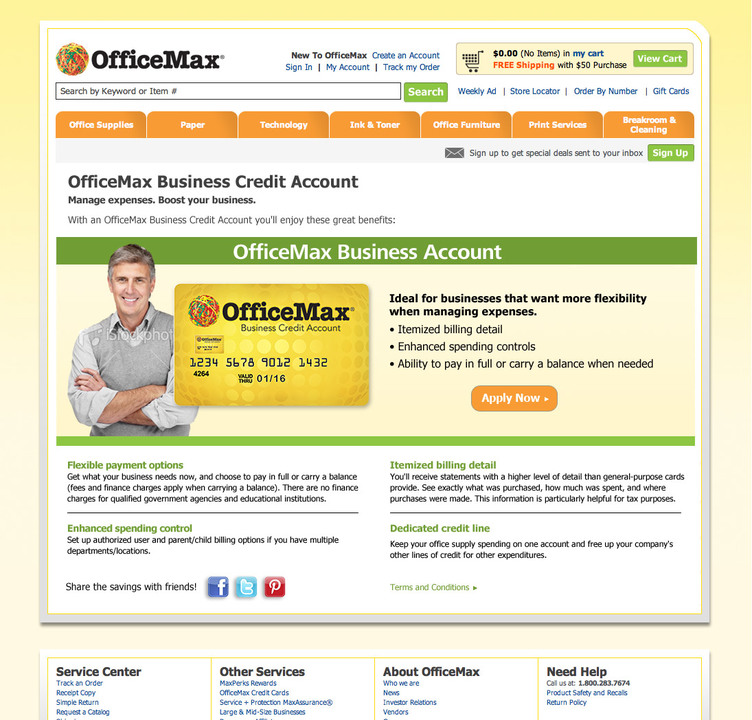 OfficeMax®
New To OfficeMax Create an Account
Sign In | My Account | Track my Order
$0.00 (No Items) in my cart
FREE Shipping with $50 Purchase
View Cart
Search by Keyword or Item #
Search
Weekly Ad | Store Locator | Order By Number | Gift Cards
Office Supplies
Paper
Technology
Ink & Toner
Office Furniture
Print Services
Breakroom &
Cleaning
Sign up to get special deals sent to your inbox
Sign Up
OfficeMax Business Credit Account
Manage expenses. Boost your business.
With an OfficeMax Business Credit Account you'll enjoy these great benefits:
OfficeMax Business Account
iStockphoto
OfficeMax®
Business Credit Account
1234 5678 9012 1432
4264
VALID
THRU 01/16
Ideal for businesses that want more flexibility
when managing expenses.
• Itemized billing detail
• Enhanced spending controls
• Ability to pay in full or carry a balance when needed
Apply Now ▸
Flexible payment options
Get what your business needs now, and choose to pay in full or carry a balance
(fees and finance charges apply when carrying a balance). There are no finance
charges for qualified government agencies and educational institutions.
Itemized billing detail
You'll receive statements with a higher level of detail than general-purpose cards
provide. See exactly what was purchased, how much was spent, and where
purchases were made. This information is particularly helpful for tax purposes.
Enhanced spending control
Set up authorized user and parent/child billing options if you have multiple
departments/locations.
Dedicated credit line
Keep your office supply spending on one account and free up your company's
other lines of credit for other expenditures.
Share the savings with friends!
Terms and Conditions ▸
Service Center
Track an Order
Receipt Copy
Simple Return
Request a Catalog
Other Services
MaxPerks Rewards
OfficeMax Credit Cards
Service + Protection MaxAssurance®
Large & Mid-Size Businesses
About OfficeMax
Who we are
News
Investor Relations
Vendors
Need Help
Call us at: 1.800.283.7674
Product Safety and Recalls
Return Policy